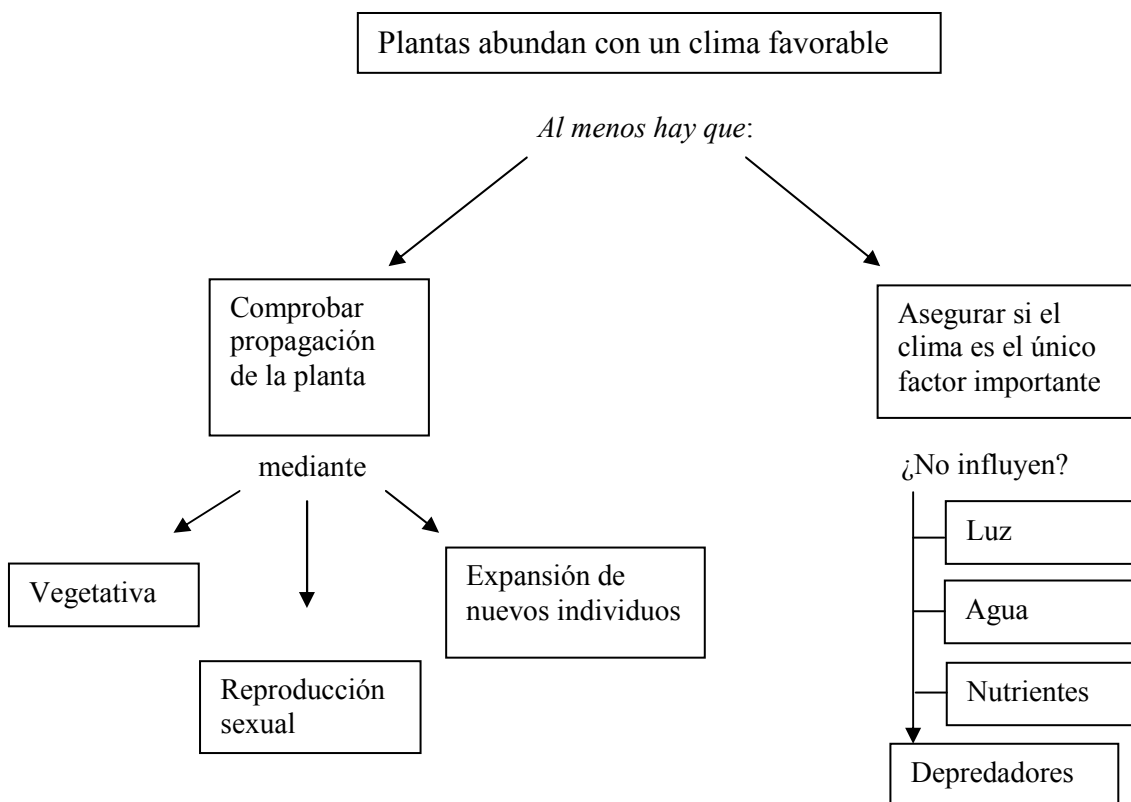 Plantas abundan con un clima favorable
Al menos hay que:
Comprobar
propagación
de la planta
Asegurar si el
clima es el único
factor importante
mediante
¿No influyen?
Vegetativa
Reproducción
sexual
Expansión de
nuevos individuos
Luz
Agua
Nutrientes
Depredadores